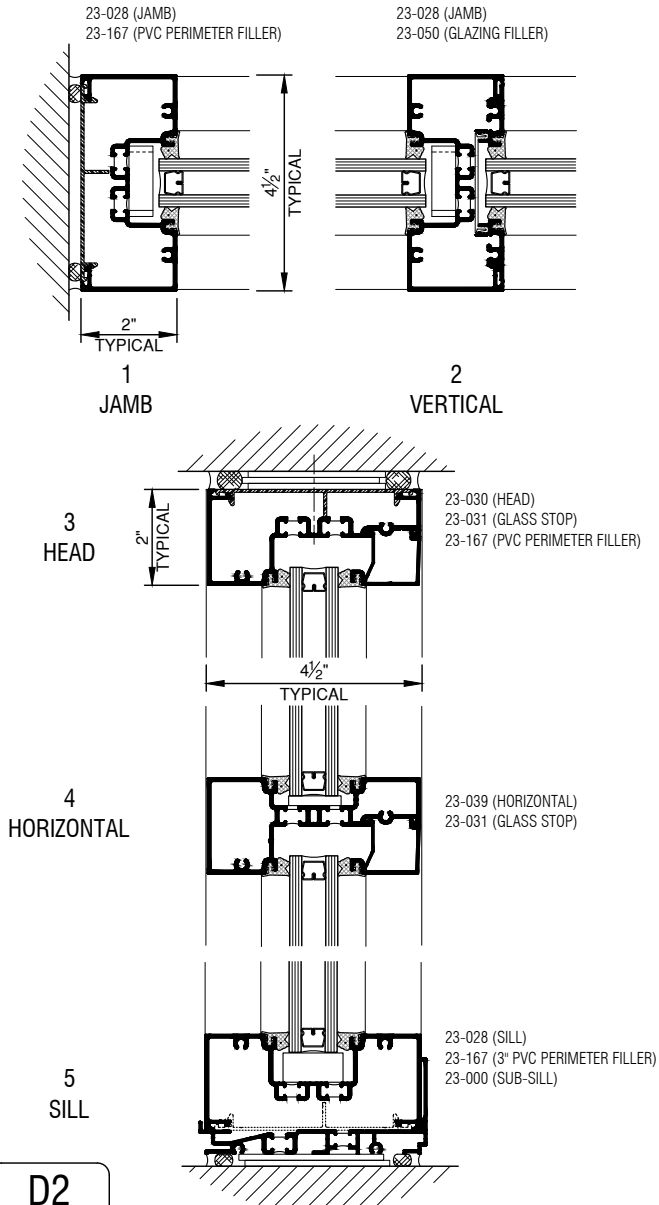 23-028 (JAMB)
23-167 (PVC PERIMETER FILLER)
23-028 (JAMB)
23-050 (GLAZING FILLER)
4½"
TYPICAL
2"
TYPICAL
1
JAMB
2
VERTICAL
3
HEAD
2"
TYPICAL
23-030 (HEAD)
23-031 (GLASS STOP)
23-167 (PVC PERIMETER FILLER)
4½"
TYPICAL
4
HORIZONTAL
23-039 (HORIZONTAL)
23-031 (GLASS STOP)
5
SILL
23-028 (SILL)
23-167 (3" PVC PERIMETER FILLER)
23-000 (SUB-SILL)
D2